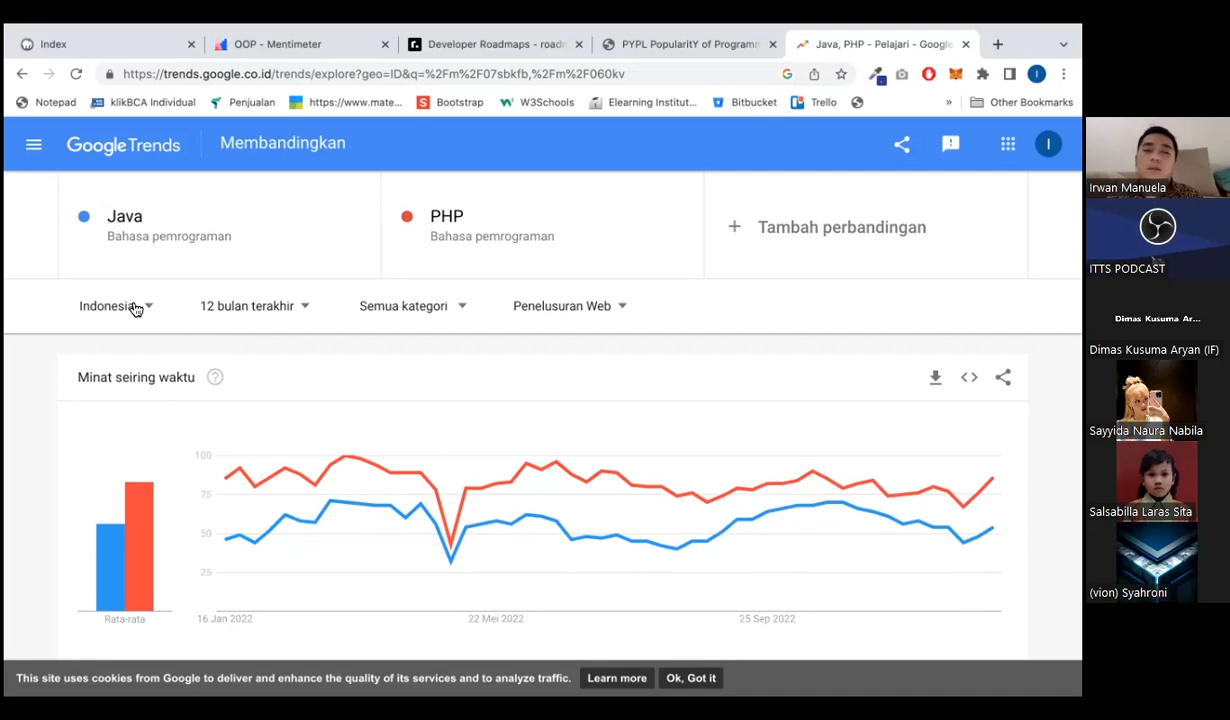 Index
OOP - Mentimeter
Developer Roadmaps - road
PYPL PopularitY of Programm
Java, PHP - Pelajari - Google
https://trends.google.co.id/trends/explore?geo=ID&q=%2Fm%2F07sbkfb,%2Fm%2F060kv
I
Notepad
klikBCA Individual
Penjualan
https://www.mate...
Bootstrap
W3Schools
Elearning Institut...
Bitbucket
Trello
»
Other Bookmarks
Google Trends
Membandingkan
I
Java
Bahasa pemrograman
PHP
Bahasa pemrograman
+ Tambah perbandingan
Indonesia
12 bulan terakhir
Semua kategori
Penelusuran Web
Minat seiring waktu
?
100
75
50
25
Rata-rata
16 Jan 2022
22 Mei 2022
25 Sep 2022
This site uses cookies from Google to deliver and enhance the quality of its services and to analyze traffic.
Learn more
Ok, Got it
Irwan Manuela
ITTS PODCAST
Dimas Kusuma Ar...
Dimas Kusuma Aryan (IF)
Sayyida Naura Nabila
Salsabilla Laras Sita
(vion) Syahroni